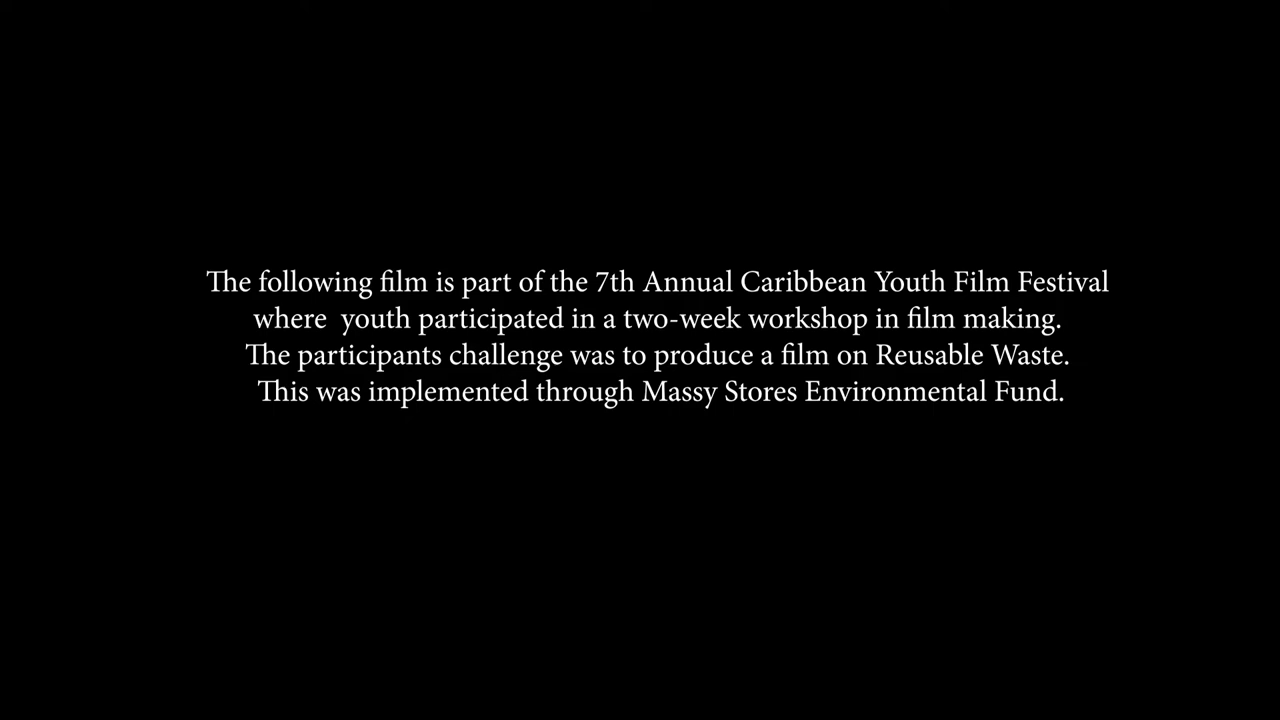 The following film is part of the 7th Annual Caribbean Youth Film Festival
where  youth participated in a two-week workshop in film making.
The participants challenge was to produce a film on Reusable Waste.
This was implemented through Massy Stores Environmental Fund.